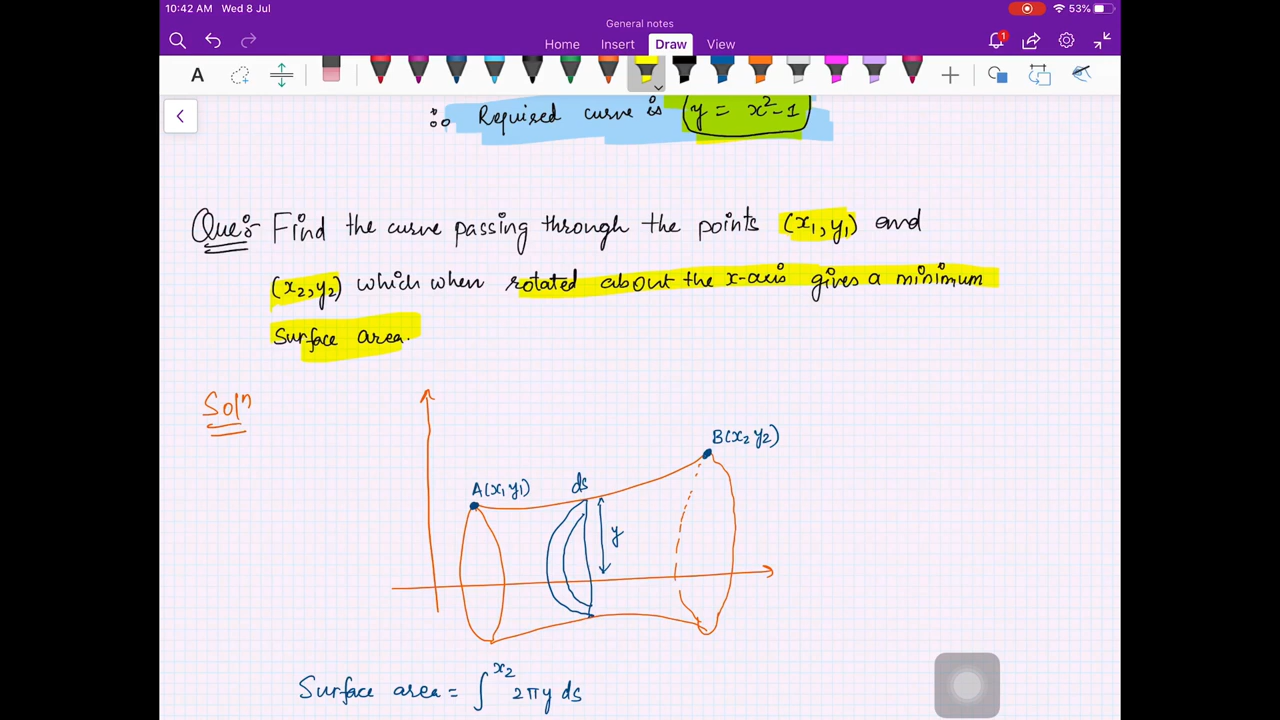 10:42 AM Wed 8 Jul
53%
General notes
Home Insert Draw View
1
A
∴ Required curve is y = x²-1
Que:- Find the curve passing through the points (x₁,y₁) and
(x₂,y₂) which when rotated about the x-axis gives a minimum
Surface area.
Solⁿ
B(x₂ y₂)
A(x₁ y₁)
ds
y
Surface area = ∫^x₂ 2πy ds